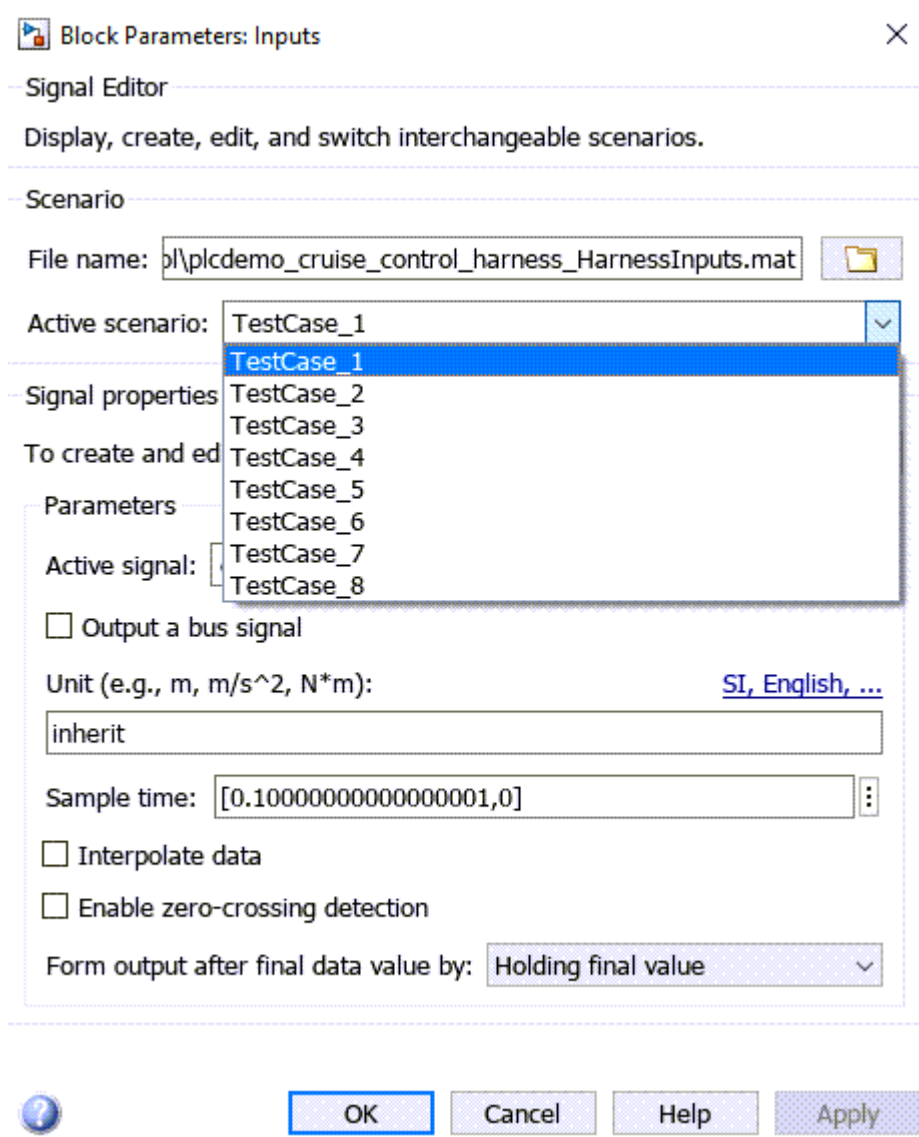 Block Parameters: Inputs
Signal Editor
Display, create, edit, and switch interchangeable scenarios.
Scenario
File name: ol\plcdemo_cruise_control_harness_HarnessInputs.mat
Active scenario: TestCase_1
TestCase_1
Signal properties TestCase_2
TestCase_3
To create and ed TestCase_4
TestCase_5
Parameters TestCase_6
TestCase_7
Active signal: TestCase_8
Output a bus signal
Unit (e.g., m, m/s^2, N*m): SI, English, ...
inherit
Sample time: [0.10000000000000001,0]
Interpolate data
Enable zero-crossing detection
Form output after final data value by: Holding final value
OK Cancel Help Apply